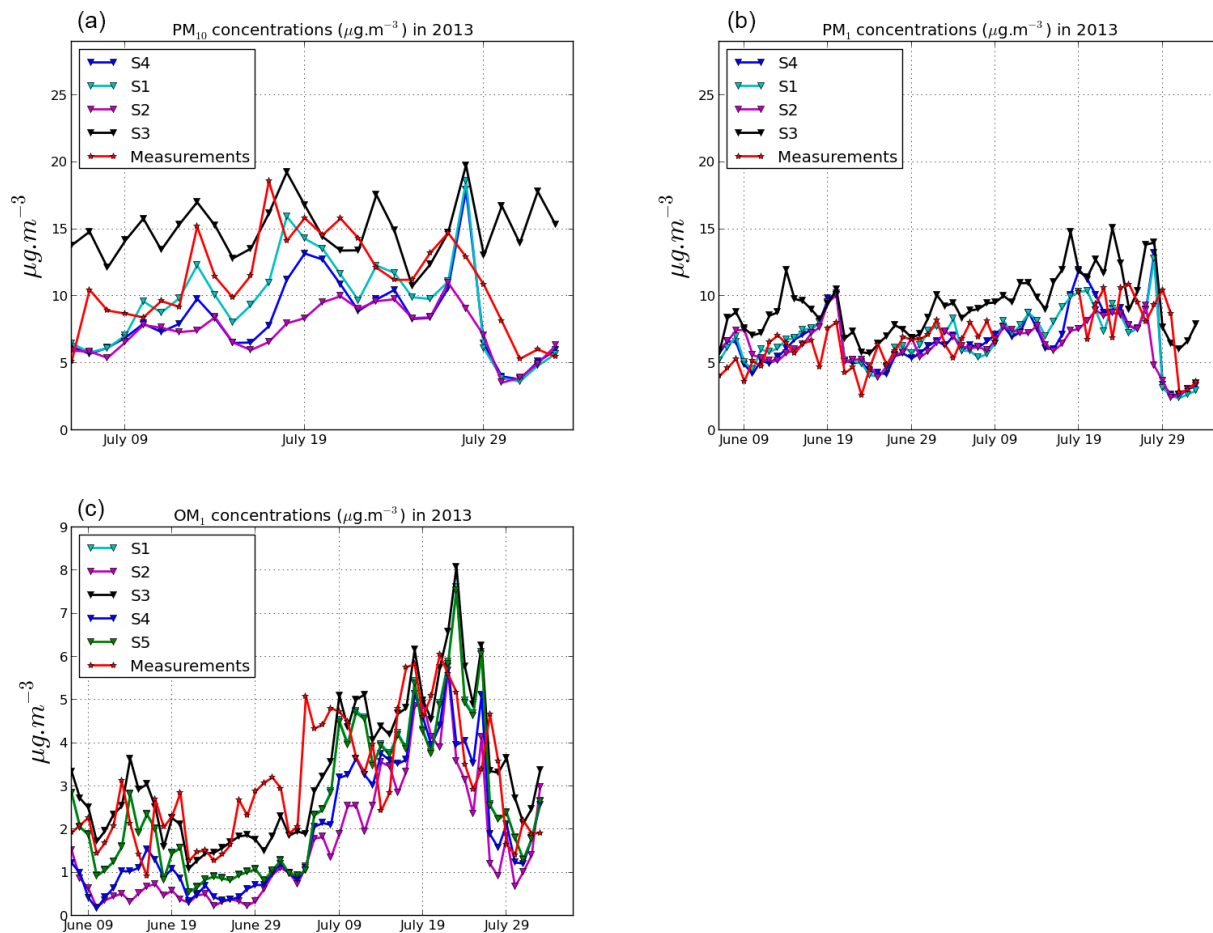 (a)
PM₁₀ concentrations (μg.m⁻³) in 2013
S4
S1
S2
S3
Measurements
25
20
15
10
5
0
μg.m⁻³
July 09 July 19 July 29
(b)
PM₁ concentrations (μg.m⁻³) in 2013
S4
S1
S2
S3
Measurements
25
20
15
10
5
0
μg.m⁻³
June 09 June 19 June 29 July 09 July 19 July 29
(c)
OM₁ concentrations (μg.m⁻³) in 2013
S1
S2
S3
S4
S5
Measurements
9
8
7
6
5
4
3
2
1
0
μg.m⁻³
June 09 June 19 June 29 July 09 July 19 July 29